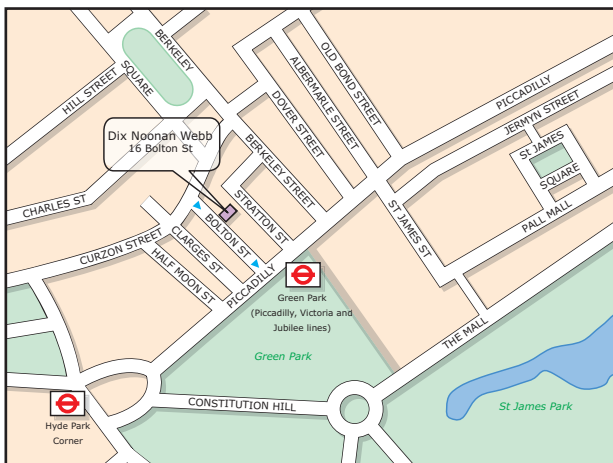 BERKELEY
SQUARE
HILL STREET
OLD BOND STREET
ALBERMARLE STREET
DOVER STREET
PICCADILLY
JERMYN STREET
Dix Noonan Webb
16 Bolton St
ST JAMES
SQUARE
BERKELEY STREET
CHARLES ST
STRATTON ST
BOLTON ST
ST JAMES ST
PALL MALL
CURZON STREET
CLARGES ST
HALF MOON ST
PICCADILLY
Green Park
(Piccadilly, Victoria and
Jubilee lines)
THE MALL
Green Park
CONSTITUTION HILL
St James Park
Hyde Park
Corner